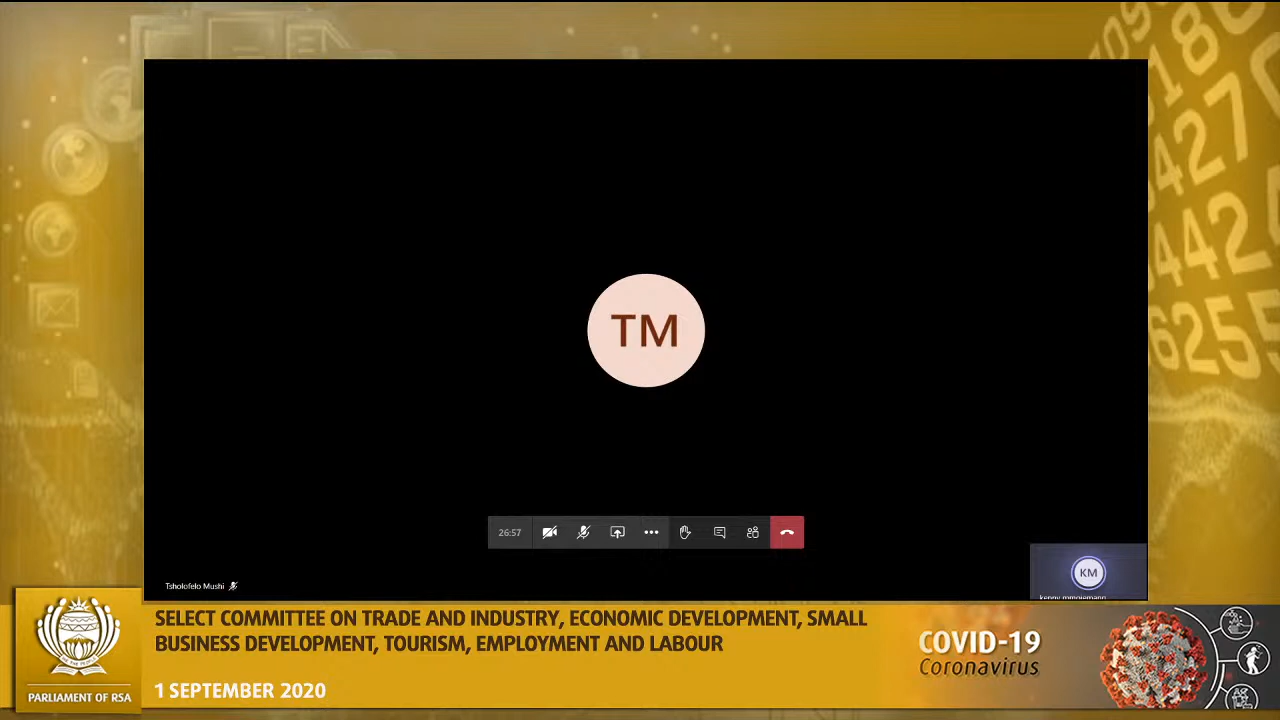 TM
26:57
Tsholofelo Mushi
KM
kenny
SELECT COMMITTEE ON TRADE AND INDUSTRY, ECONOMIC DEVELOPMENT, SMALL
BUSINESS DEVELOPMENT, TOURISM, EMPLOYMENT AND LABOUR
1 SEPTEMBER 2020
PARLIAMENT OF RSA
COVID-19
Coronavirus